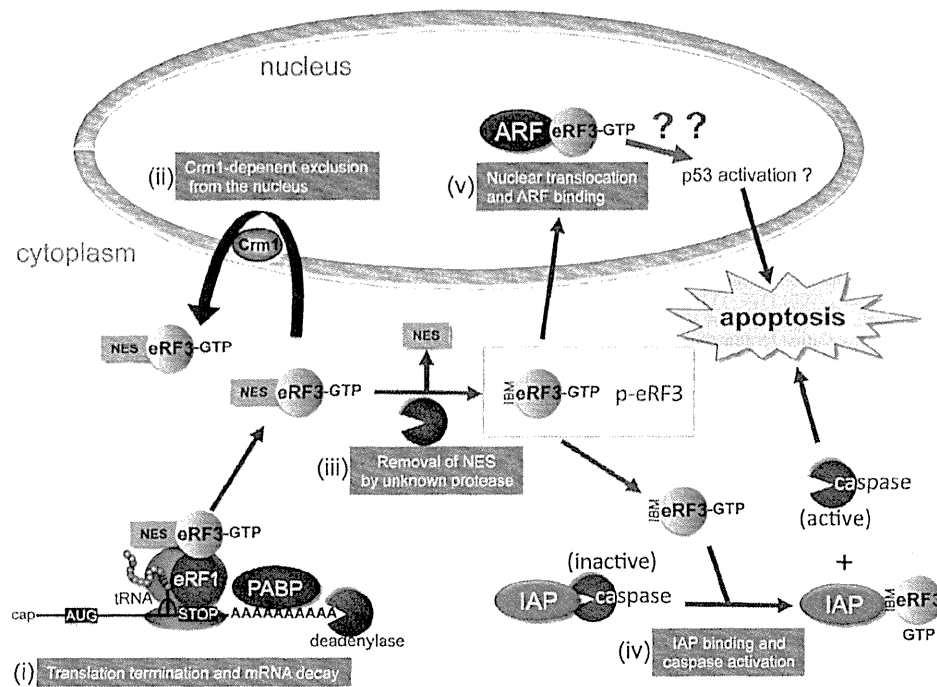 nucleus
ARF eRF3-GTP
? ?
(ii) Crm1-depenent exclusion
from the nucleus
(v) Nuclear translocation
and ARF binding
p53 activation ?
Crm1
cytoplasm
apoptosis
NES eRF3-GTP
NES
NES eRF3-GTP
IBM eRF3-GTP
p-eRF3
(iii) Removal of NES
by unknown protease
caspase
(active)
IBM eRF3-GTP
NES eRF3-GTP
eRF1
tRNA
PABP
cap AUG STOP AAAAAAAAAA
deadenylase
(inactive)
IAP caspase
+
IAP IBM eRF3
GTP
(iv) IAP binding and
caspase activation
(i) Translation termination and mRNA decay